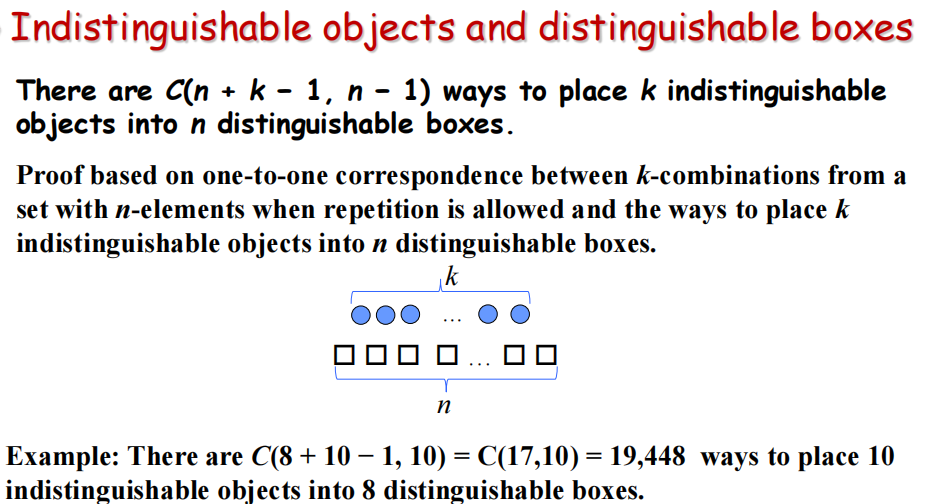 Indistinguishable objects and distinguishable boxes
There are C(n + k – 1, n – 1) ways to place k indistinguishable
objects into n distinguishable boxes.
Proof based on one-to-one correspondence between k-combinations from a
set with n-elements when repetition is allowed and the ways to place k
indistinguishable objects into n distinguishable boxes.
k
...
...
n
Example: There are C(8 + 10 − 1, 10) = C(17,10) = 19,448 ways to place 10
indistinguishable objects into 8 distinguishable boxes.